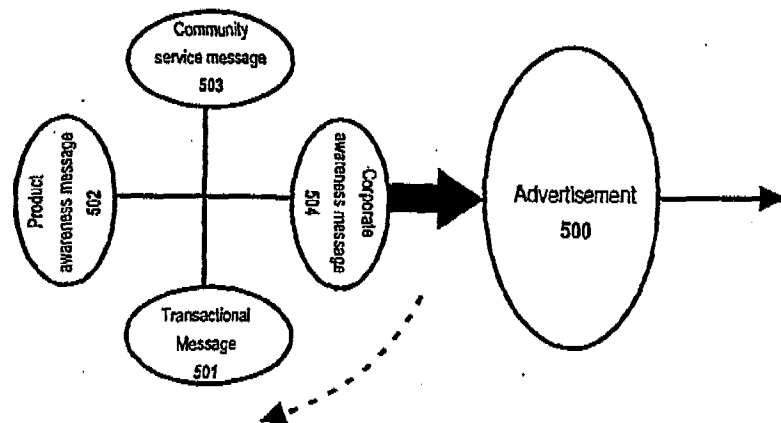 Community
service message
503
Product
awareness message
502
Corporate
awareness message
504
Transactional
Message
501
Advertisement
500